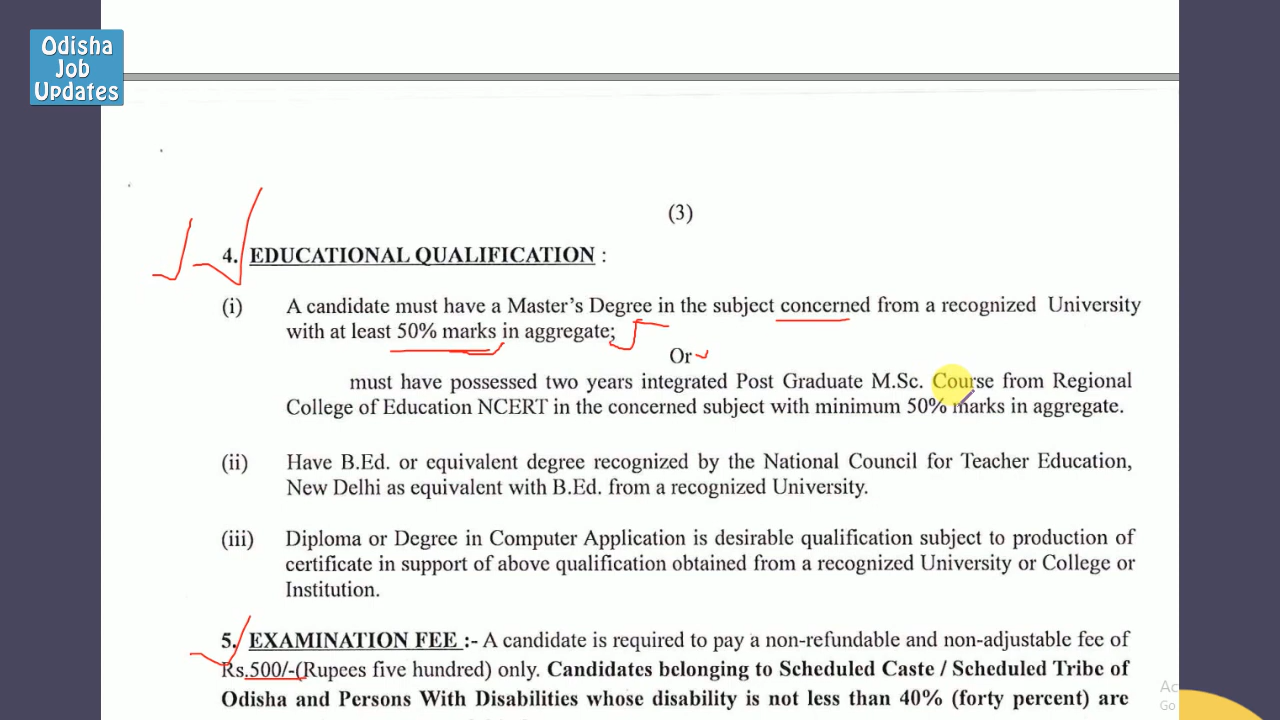 Odisha
Job
Updates
(3)
4. EDUCATIONAL QUALIFICATION :
(i) A candidate must have a Master's Degree in the subject concerned from a recognized University
with at least 50% marks in aggregate;
Or
must have possessed two years integrated Post Graduate M.Sc. Course from Regional
College of Education NCERT in the concerned subject with minimum 50% marks in aggregate.
(ii) Have B.Ed. or equivalent degree recognized by the National Council for Teacher Education,
New Delhi as equivalent with B.Ed. from a recognized University.
(iii) Diploma or Degree in Computer Application is desirable qualification subject to production of
certificate in support of above qualification obtained from a recognized University or College or
Institution.
5. EXAMINATION FEE :- A candidate is required to pay a non-refundable and non-adjustable fee of
Rs.500/-(Rupees five hundred) only. Candidates belonging to Scheduled Caste / Scheduled Tribe of
Odisha and Persons With Disabilities whose disability is not less than 40% (forty percent) are
Go